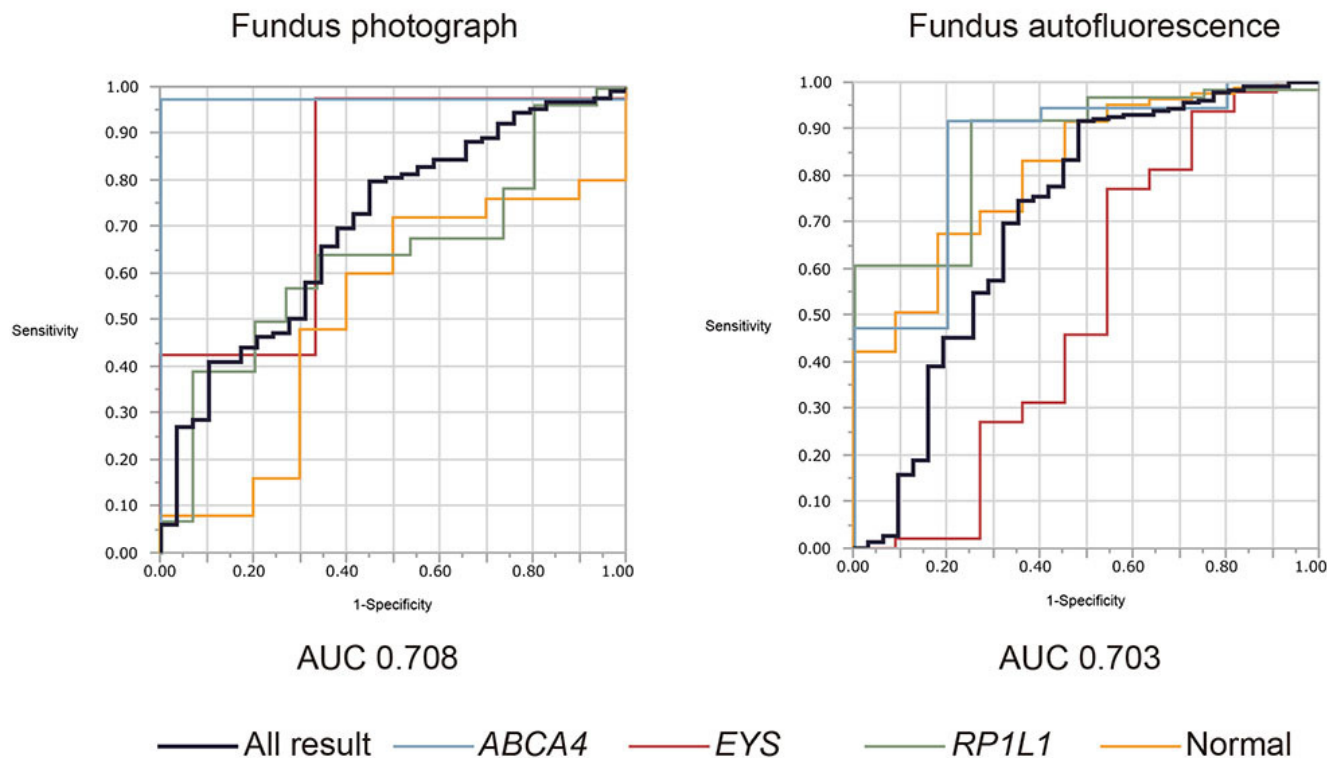 Fundus photograph
Fundus autofluorescence
1.00
0.90
0.80
0.70
0.60
0.50
0.40
0.30
0.20
0.10
0.00
Sensitivity
0.00 0.20 0.40 0.60 0.80 1.00
1-Specificity
AUC 0.708
1.00
0.90
0.80
0.70
0.60
0.50
0.40
0.30
0.20
0.10
0.00
Sensitivity
0.00 0.20 0.40 0.60 0.80 1.00
1-Specificity
AUC 0.703
All result ABCA4 EYS RP1L1 Normal